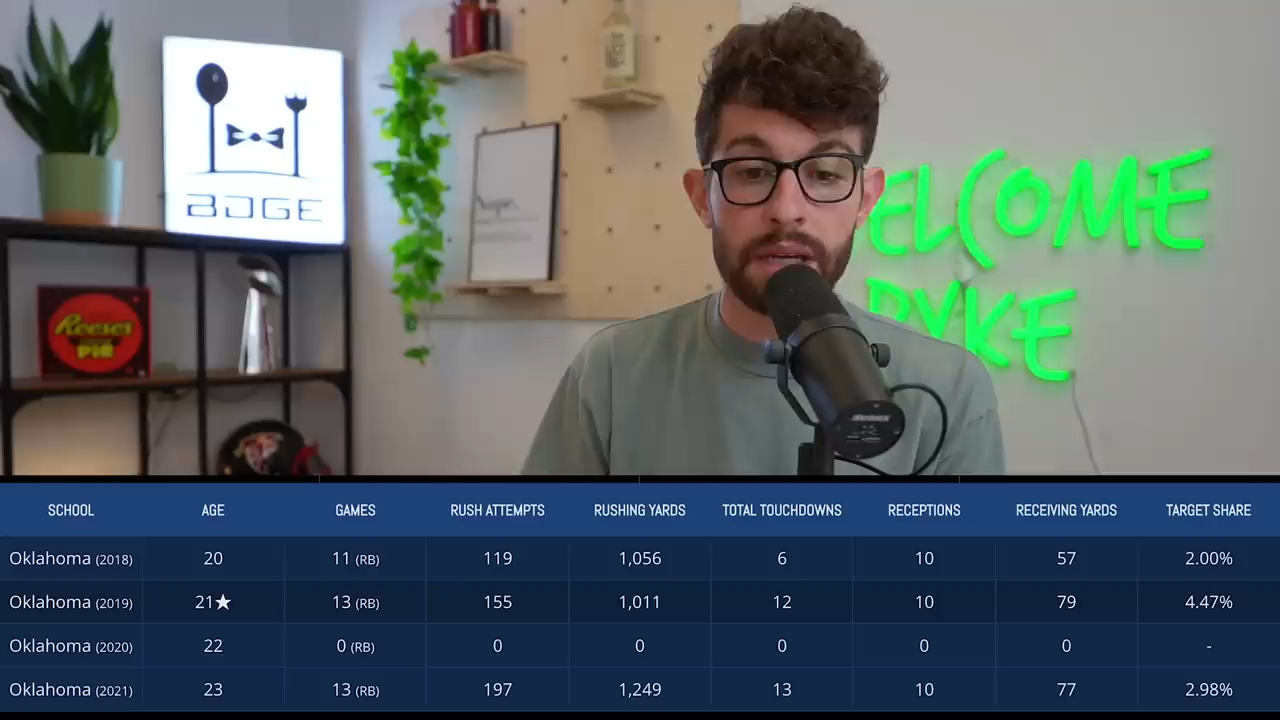 BDGE
WELCOME
RYKE
Reese's
PIE
SCHOOL AGE GAMES RUSH ATTEMPTS RUSHING YARDS TOTAL TOUCHDOWNS RECEPTIONS RECEIVING YARDS TARGET SHARE
Oklahoma (2018) 20 11 (RB) 119 1,056 6 10 57 2.00%
Oklahoma (2019) 21★ 13 (RB) 155 1,011 12 10 79 4.47%
Oklahoma (2020) 22 0 (RB) 0 0 0 0 0 -
Oklahoma (2021) 23 13 (RB) 197 1,249 13 10 77 2.98%